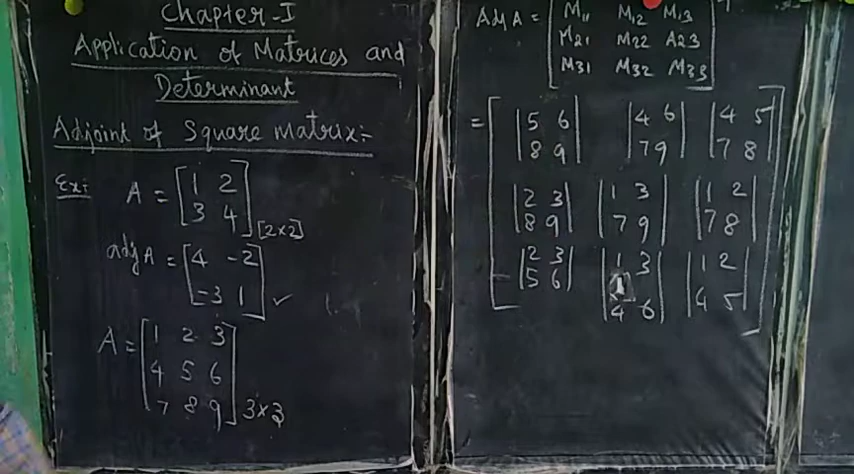 Chapter-I
Application of Matrices and
Determinant
Adjoint of Square Matrix:-
Ex:- A = [1 2
3 4] [2×2]
adj A = [4 -2
-3 1] ✓
A = [1 2 3
4 5 6
7 8 9] 3×3
Adj A = [M11 M12 M13
M21 M22 A23
M31 M32 M33]
= [|5 6| |4 6| |4 5|
|8 9| |7 9| |7 8|
|2 3| |1 3| |1 2|
|8 9| |7 9| |7 8|
|2 3| |1 3| |1 2|
|5 6| |4 6| |4 5|]